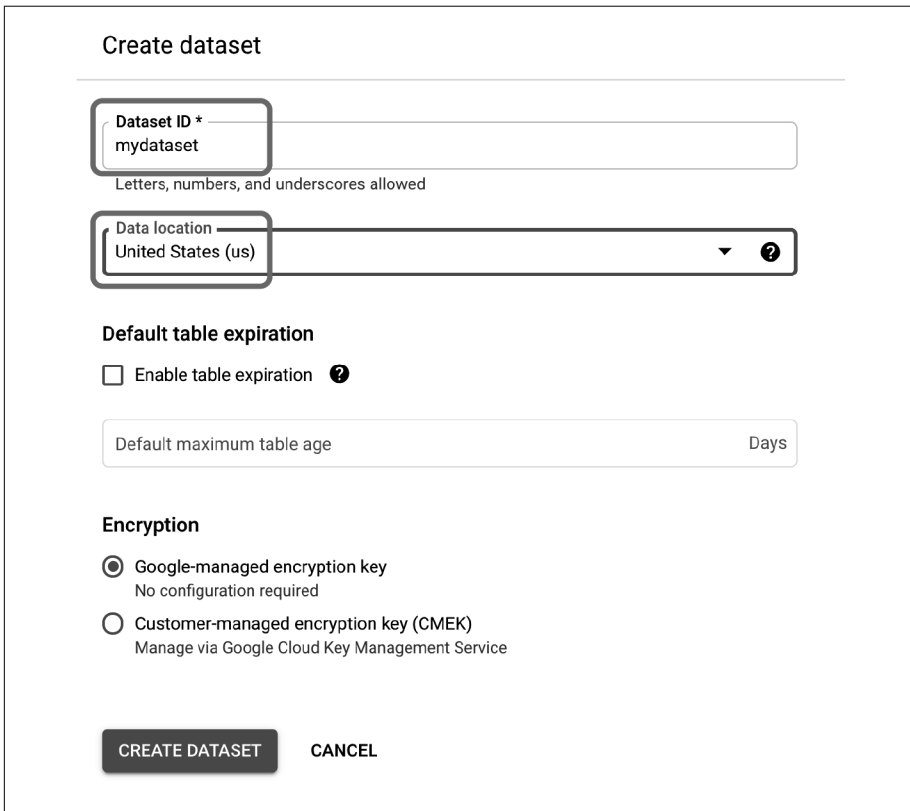 Create dataset
Dataset ID *
mydataset
Letters, numbers, and underscores allowed
Data location
United States (us)
Default table expiration
Enable table expiration
Default maximum table age Days
Encryption
Google-managed encryption key
No configuration required
Customer-managed encryption key (CMEK)
Manage via Google Cloud Key Management Service
CREATE DATASET CANCEL